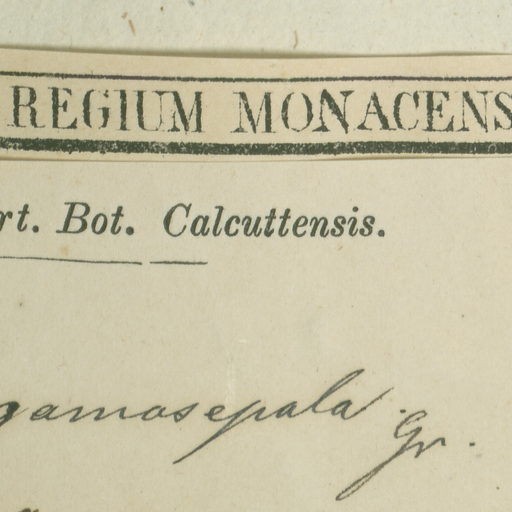 REGIUM MONACENS
rt. Bot. Calcuttensis.
gamosepala Gr.